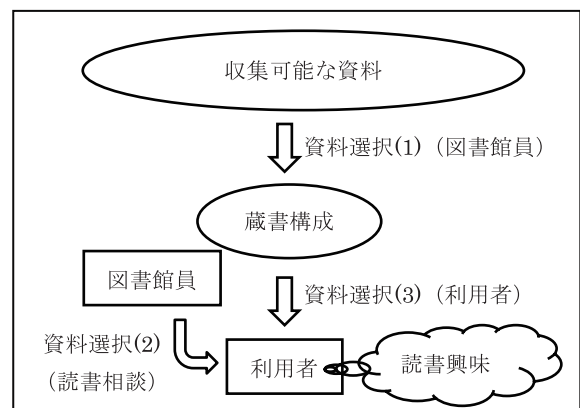 収集可能な資料
資料選択(1)（図書館員）
蔵書構成
図書館員
資料選択(3)（利用者）
資料選択(2)
（読書相談）
利用者
読書興味